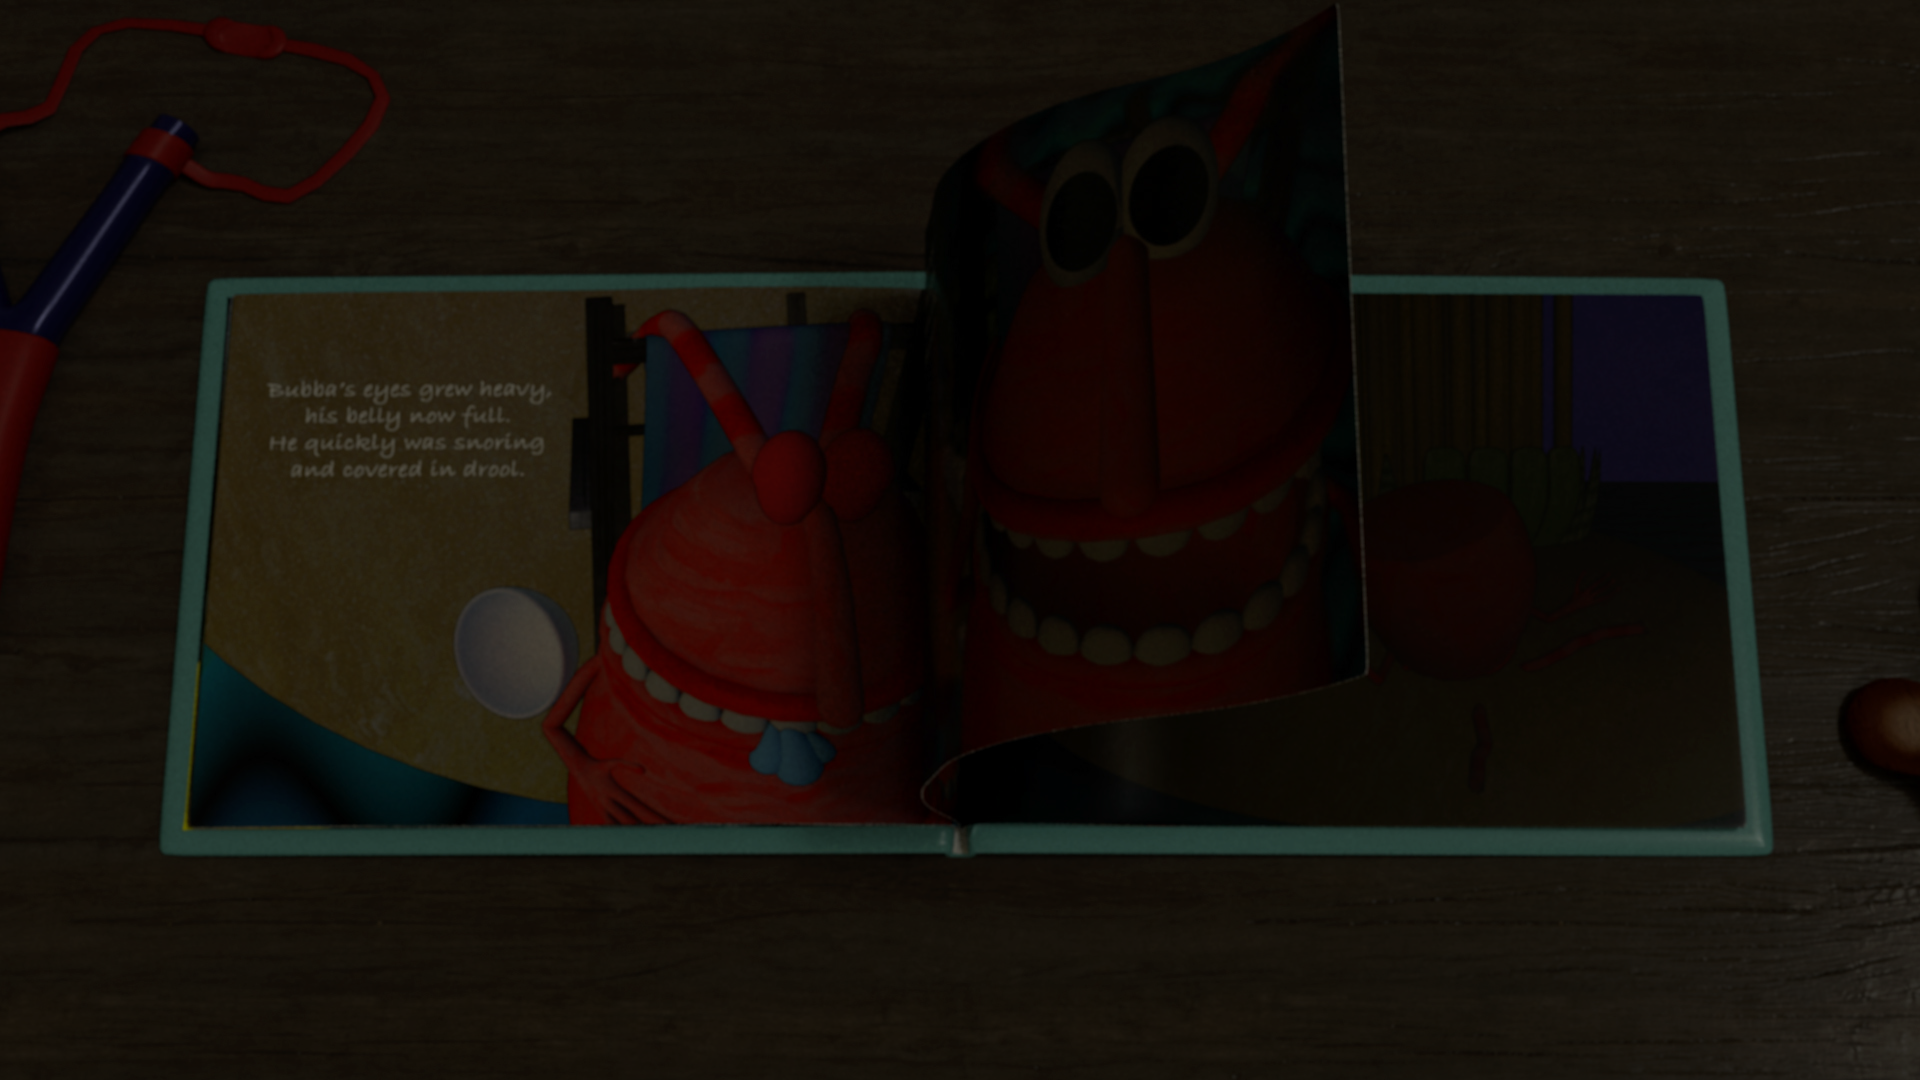 Bubba's eyes grew heavy,
his belly now full.
He quickly was snoring
and covered in drool.